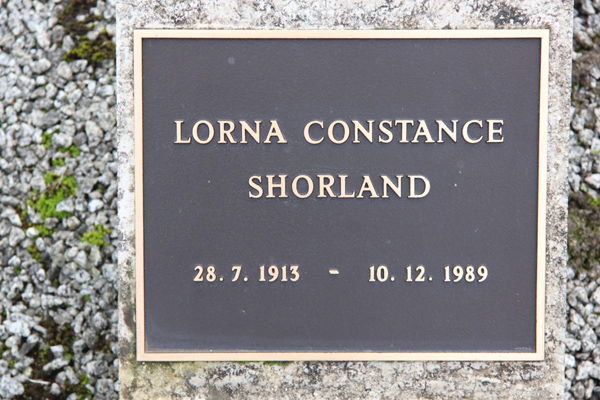 LORNA CONSTANCE
SHORLAND
28. 7. 1913 - 10. 12. 1989